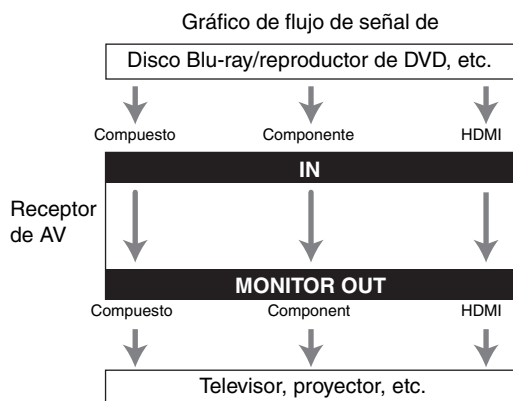 Gráfico de flujo de señal de
Disco Blu-ray/reproductor de DVD, etc.
Compuesto Componente HDMI
IN
Receptor
de AV
MONITOR OUT
Compuesto Component HDMI
Televisor, proyector, etc.